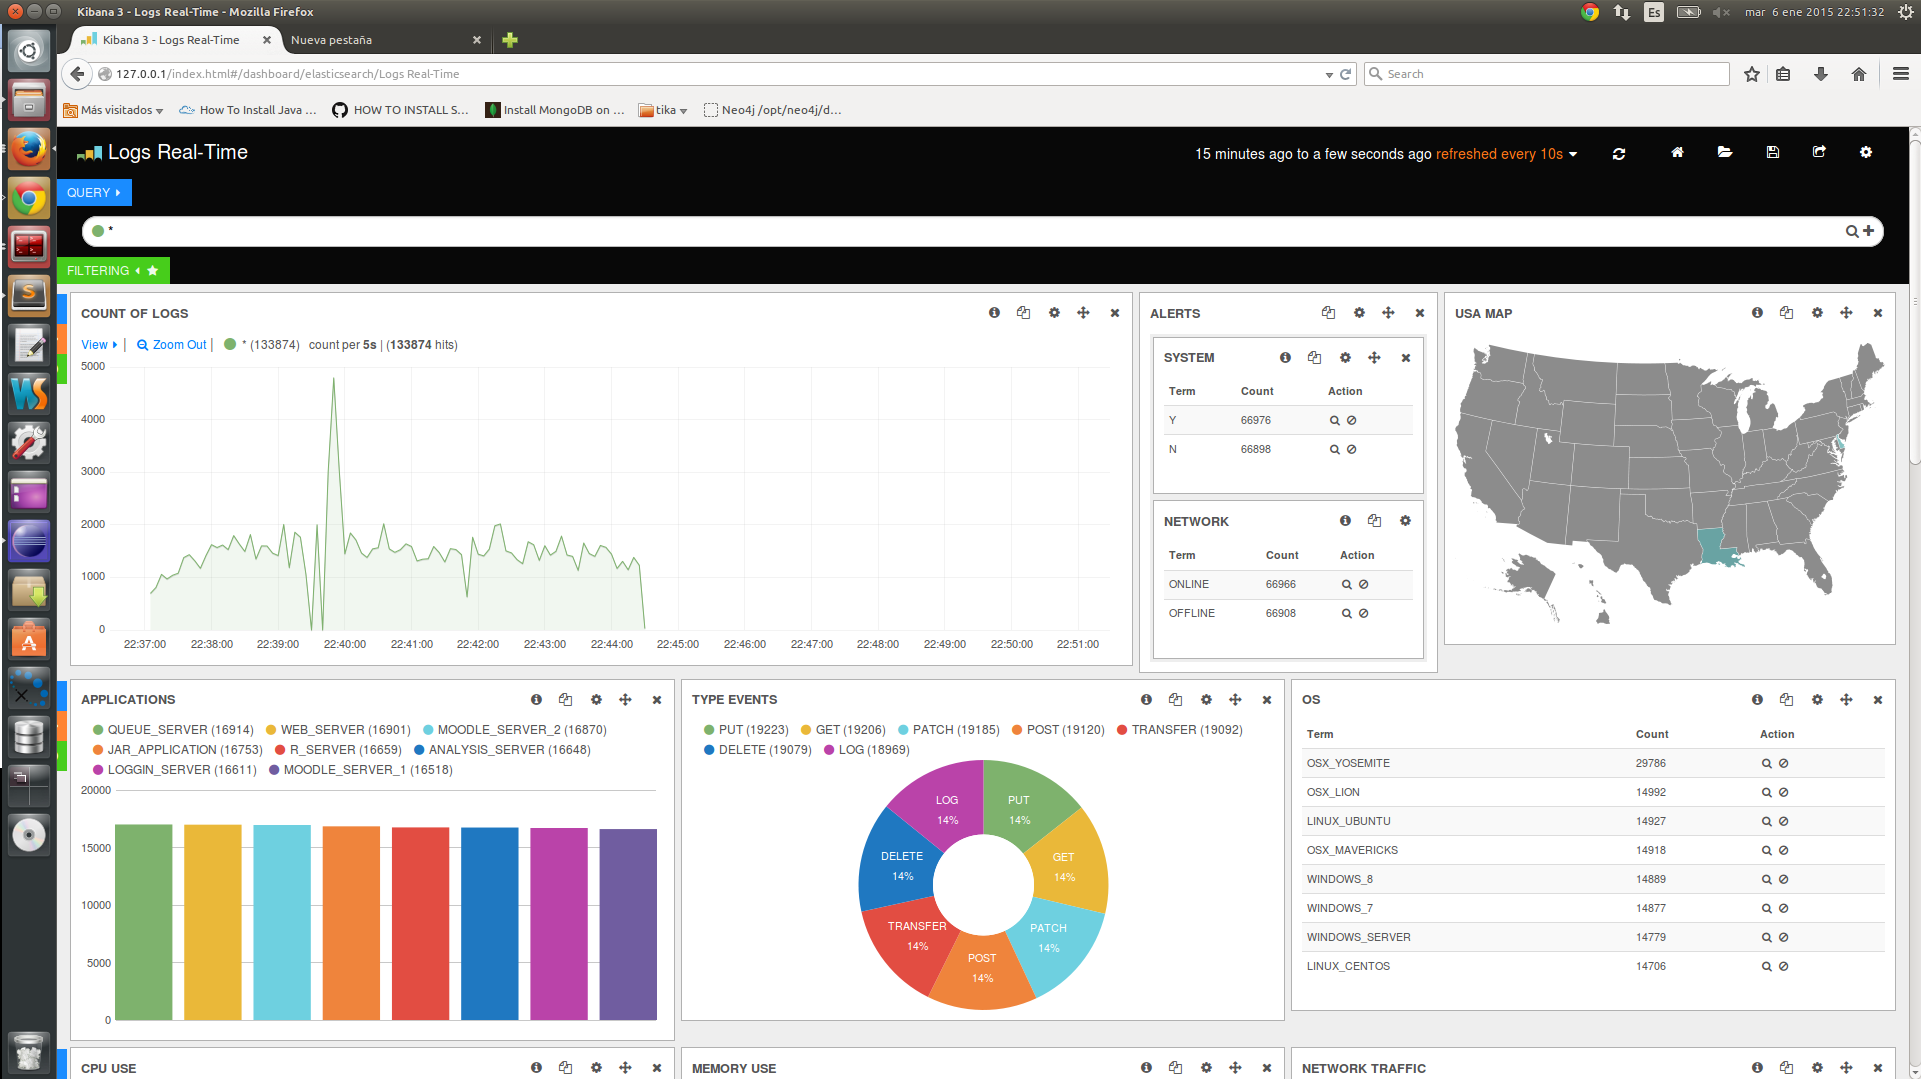 Kibana 3 - Logs Real-Time - Mozilla Firefox
Es
mar 6 ene 2015 22:51:32
Kibana 3 - Logs Real-Time
Nueva pestaña
127.0.0.1/index.html#/dashboard/elasticsearch/Logs Real-Time
Search
Más visitados
How To Install Java ...
HOW TO INSTALL S...
Install MongoDB on ...
tika
Neo4j /opt/neo4j/d...
Logs Real-Time
15 minutes ago to a few seconds ago refreshed every 10s
QUERY
*
FILTERING
COUNT OF LOGS
View | Zoom Out | * (133874) count per 5s | (133874 hits)
5000
4000
3000
2000
1000
0
22:37:00 22:38:00 22:39:00 22:40:00 22:41:00 22:42:00 22:43:00 22:44:00 22:45:00 22:46:00 22:47:00 22:48:00 22:49:00 22:50:00 22:51:00
ALERTS
SYSTEM
Term Count Action
Y 66976
N 66898
NETWORK
Term Count Action
ONLINE 66966
OFFLINE 66908
USA MAP
APPLICATIONS
QUEUE_SERVER (16914) WEB_SERVER (16901) MOODLE_SERVER_2 (16870)
JAR_APPLICATION (16753) R_SERVER (16659) ANALYSIS_SERVER (16648)
LOGGIN_SERVER (16611) MOODLE_SERVER_1 (16518)
20000
15000
10000
5000
0
TYPE EVENTS
PUT (19223) GET (19206) PATCH (19185) POST (19120) TRANSFER (19092)
DELETE (19079) LOG (18969)
LOG
14%
PUT
14%
DELETE
14%
GET
14%
TRANSFER
14%
PATCH
14%
POST
14%
OS
Term Count Action
OSX_YOSEMITE 29786
OSX_LION 14992
LINUX_UBUNTU 14927
OSX_MAVERICKS 14918
WINDOWS_8 14889
WINDOWS_7 14877
WINDOWS_SERVER 14779
LINUX_CENTOS 14706
CPU USE
MEMORY USE
NETWORK TRAFFIC